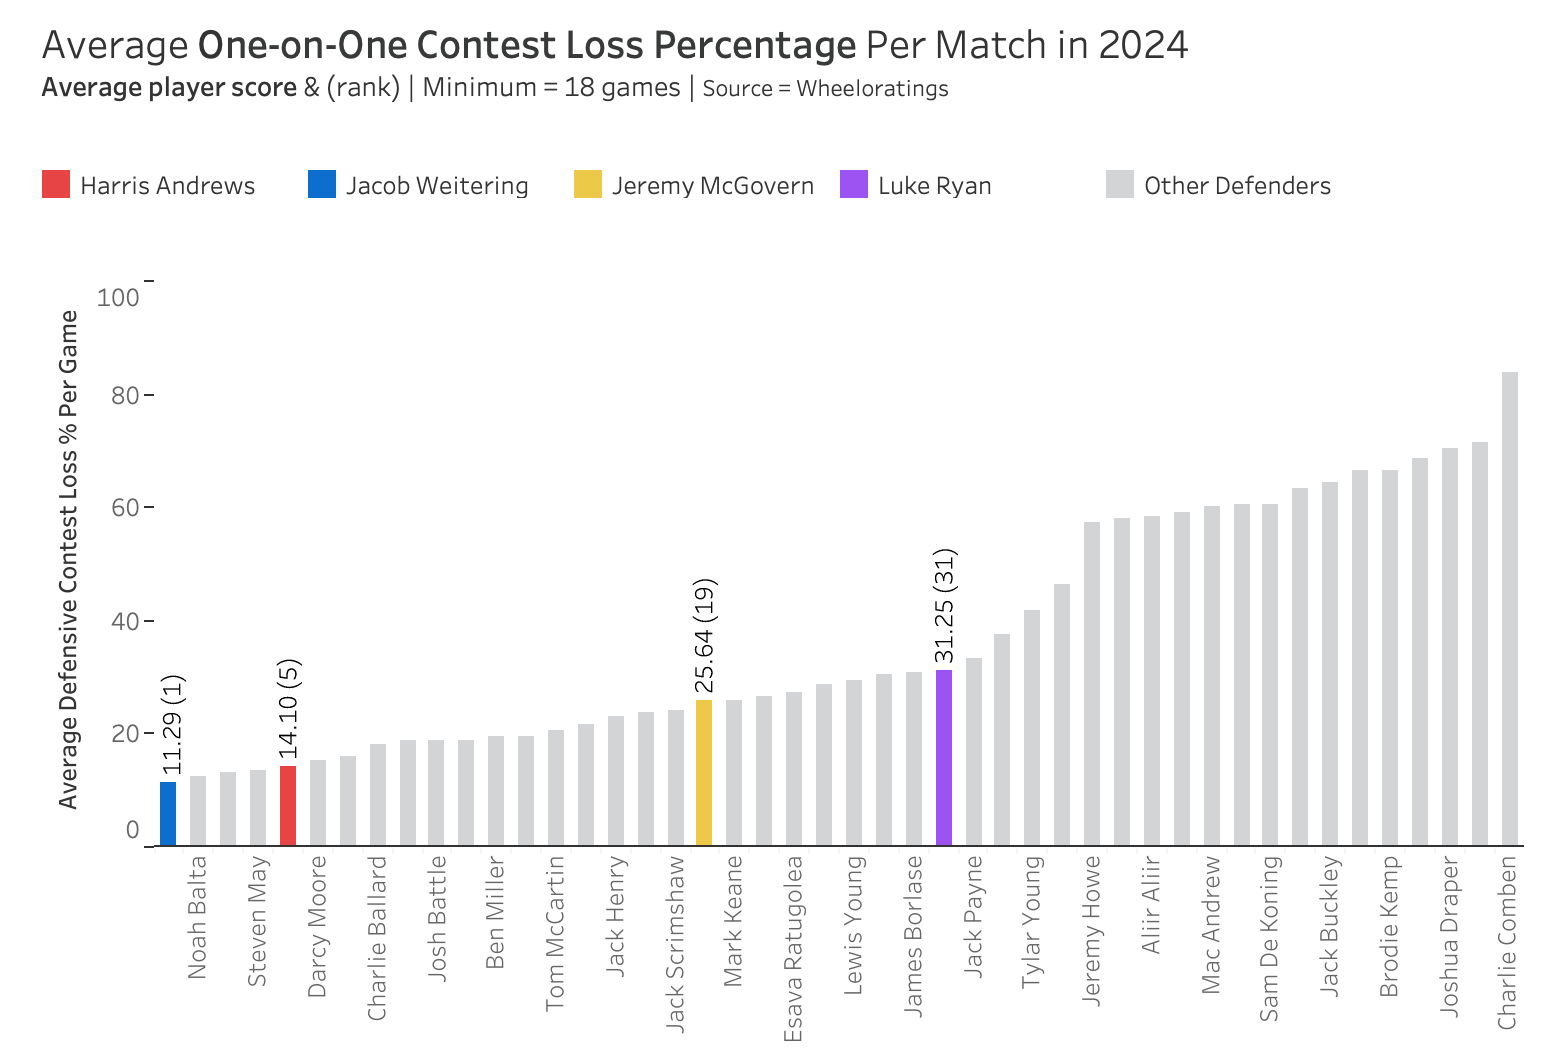 Average One-on-One Contest Loss Percentage Per Match in 2024
Average player score & (rank) | Minimum = 18 games | Source = Wheeloratings
Harris Andrews
Jacob Weitering
Jeremy McGovern
Luke Ryan
Other Defenders
Average Defensive Contest Loss % Per Game
100
80
60
40
20
0
11.29 (1)
14.10 (5)
25.64 (19)
31.25 (31)
Noah Balta
Steven May
Darcy Moore
Charlie Ballard
Josh Battle
Ben Miller
Tom McCartin
Jack Henry
Jack Scrimshaw
Mark Keane
Esava Ratugolea
Lewis Young
James Borlase
Jack Payne
Tylar Young
Jeremy Howe
Aliir Aliir
Mac Andrew
Sam De Koning
Jack Buckley
Brodie Kemp
Joshua Draper
Charlie Comben